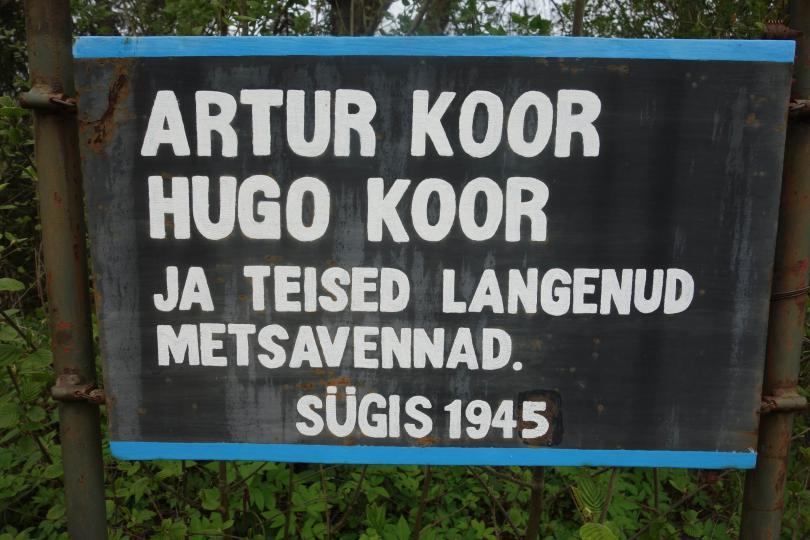 ARTUR KOOR
HUGO KOOR
JA TEISED LANGENUD
METSAVENNAD.
SÜGIS 1945